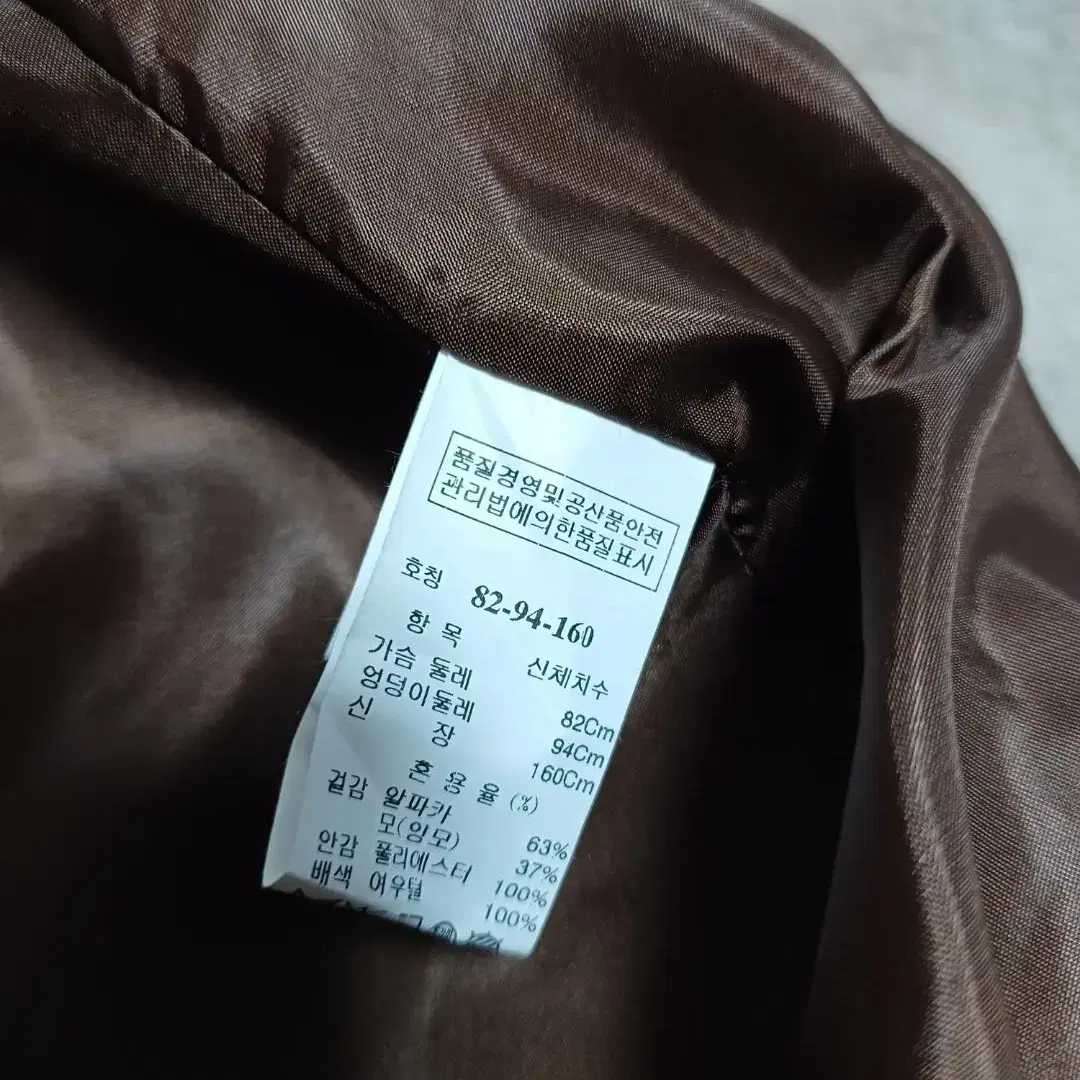 품질경영및공산품안전
관리법에의한품질표시
호칭 82-94-160
항 목 신체치수
가슴 둘레 82Cm
엉덩이둘레 94Cm
신 장 160Cm
혼 용 율 (%)
겉감 알파카 63%
모(양모) 37%
안감 폴리에스터 100%
배색 여우털 100%